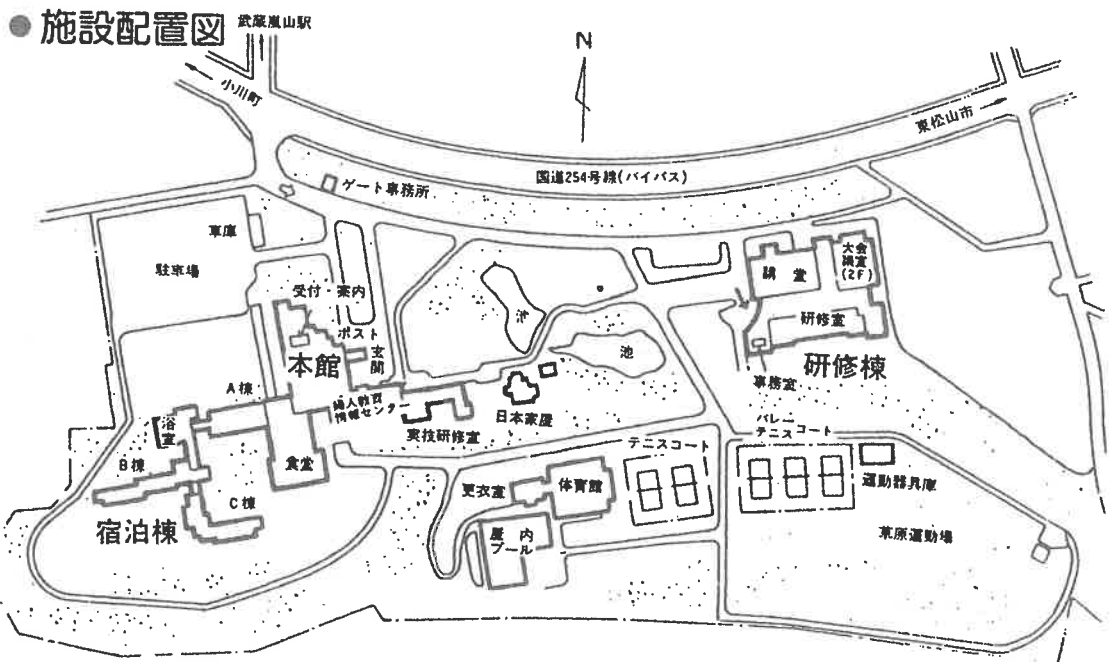 施設配置図
武蔵嵐山駅
小川町
N
東松山市
国道254号線(バイパス)
ゲート事務所
車庫
駐車場
受付・案内
ポスト
玄関
本館
池
池
講堂
大会
議室
(2F)
研修室
研修棟
事務室
A棟
婦人教育
情報センター
実技研修室
日本家屋
浴室
B棟
C棟
食堂
宿泊棟
更衣室
体育館
屋内
プール
テニスコート
バレー
テニス
コート
運動器具庫
草原運動場